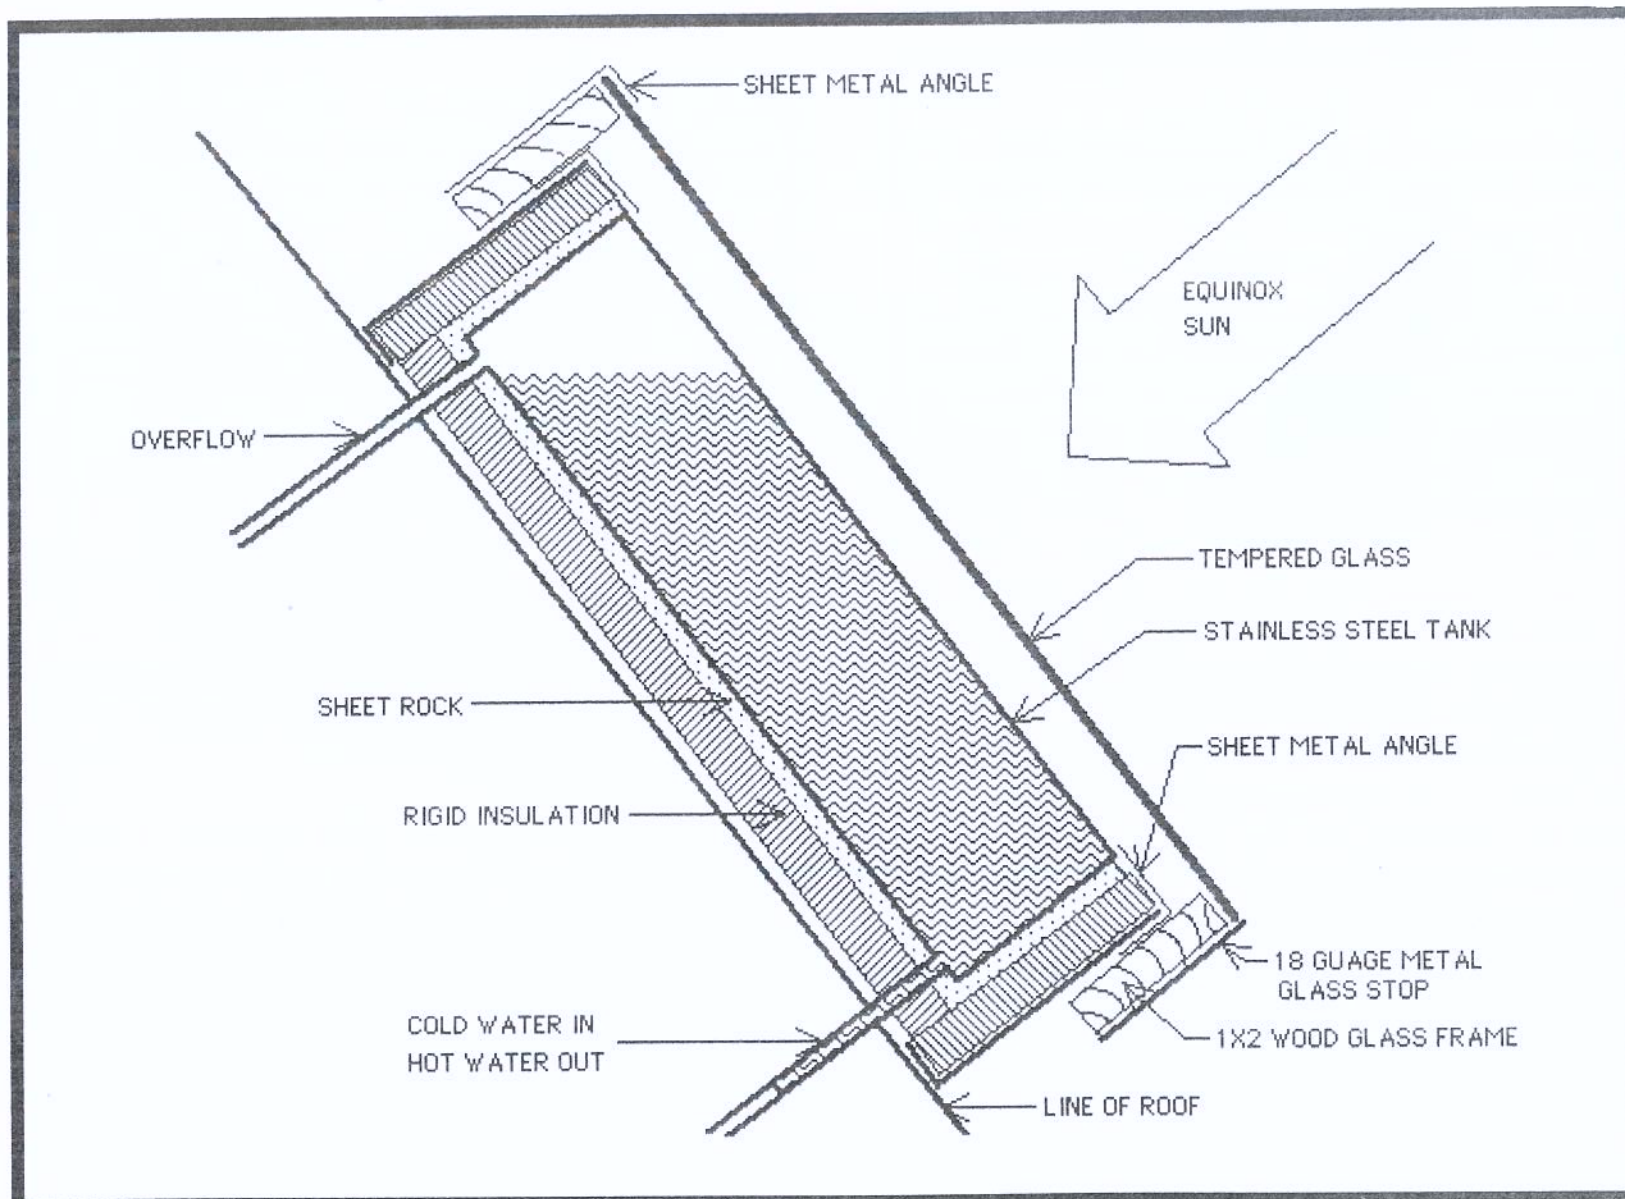 SHEET METAL ANGLE
EQUINOX
SUN
OVERFLOW
TEMPERED GLASS
STAINLESS STEEL TANK
SHEET ROCK
SHEET METAL ANGLE
RIGID INSULATION
18 GUAGE METAL
GLASS STOP
COLD WATER IN
HOT WATER OUT
1X2 WOOD GLASS FRAME
LINE OF ROOF